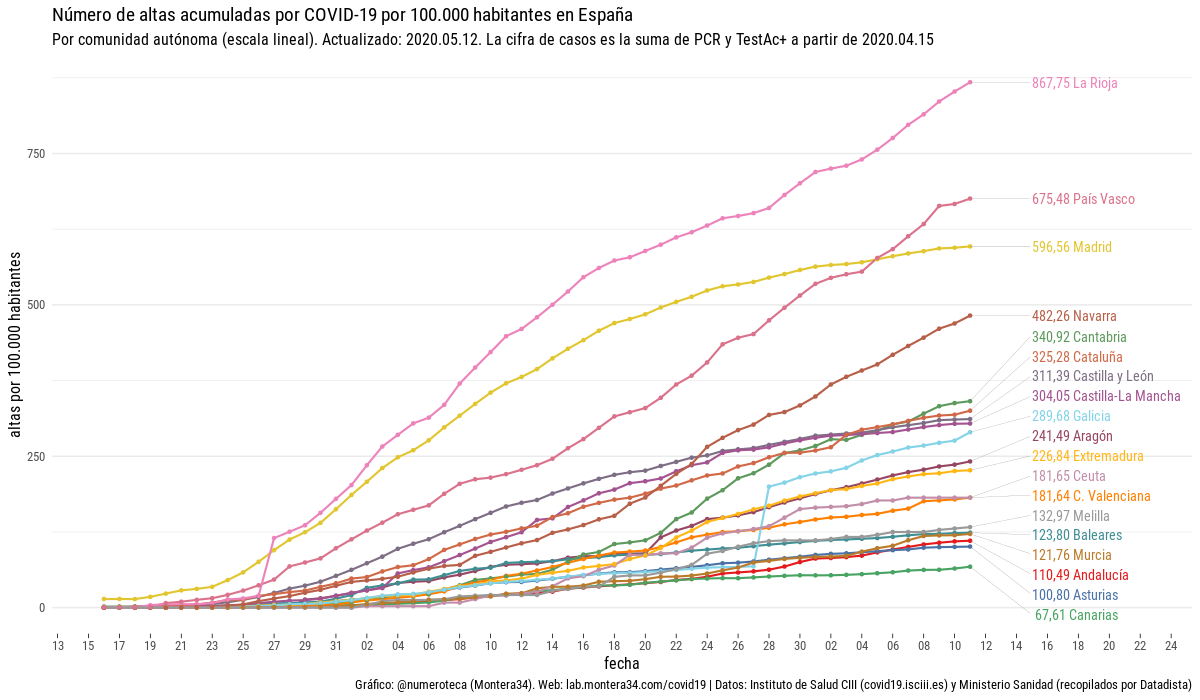 Número de altas acumuladas por COVID-19 por 100.000 habitantes en España
Por comunidad autónoma (escala lineal). Actualizado: 2020.05.12. La cifra de casos es la suma de PCR y TestAc+ a partir de 2020.04.15
altas por 100.000 habitantes
750
500
250
0
867,75 La Rioja
675,48 País Vasco
596,56 Madrid
482,26 Navarra
340,92 Cantabria
325,28 Cataluña
311,39 Castilla y León
304,05 Castilla-La Mancha
289,68 Galicia
241,49 Aragón
226,84 Extremadura
181,65 Ceuta
181,64 C. Valenciana
132,97 Melilla
123,80 Baleares
121,76 Murcia
110,49 Andalucía
100,80 Asturias
67,61 Canarias
13 15 17 19 21 23 25 27 29 31 02 04 06 08 10 12 14 16 18 20 22 24 26 28 30 02 04 06 08 10 12 14 16 18 20 22 24
fecha
Gráfico: @numeroteca (Montera34). Web: lab.montera34.com/covid19 | Datos: Instituto de Salud CIII (covid19.isciii.es) y Ministerio Sanidad (recopilados por Datadista)